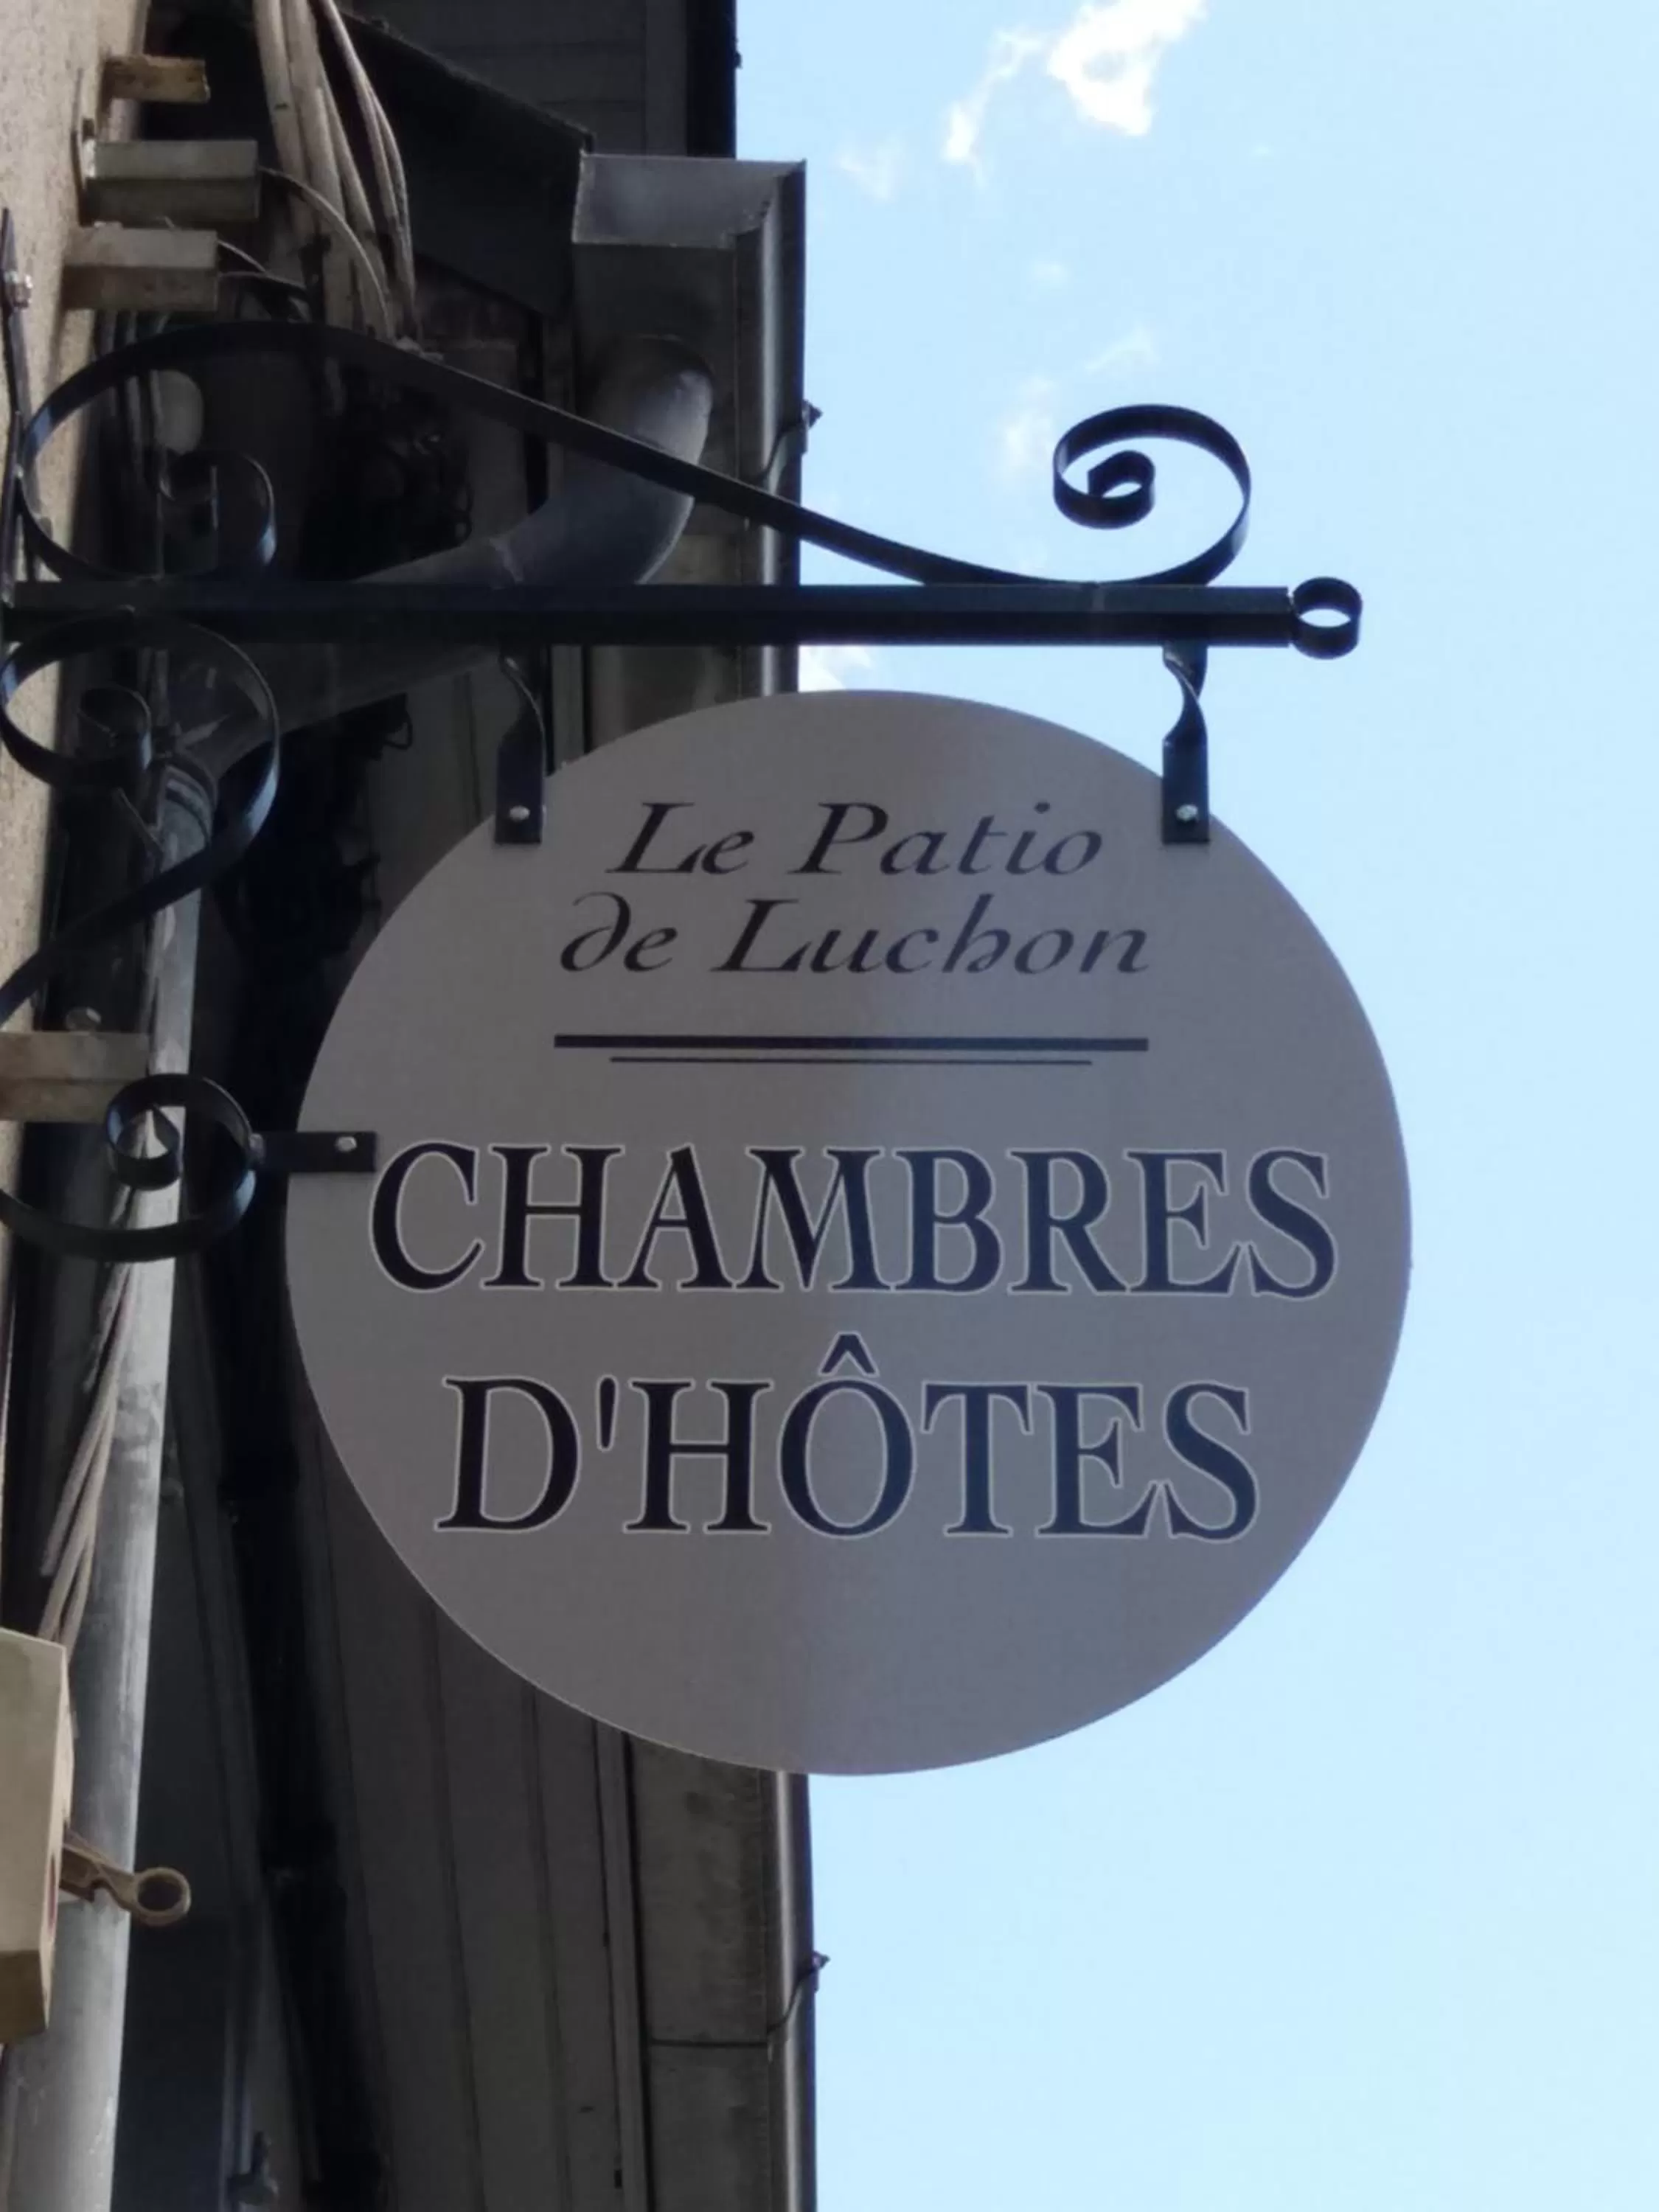 Le Patio
de Luchon
CHAMBRES
D'HÔTES